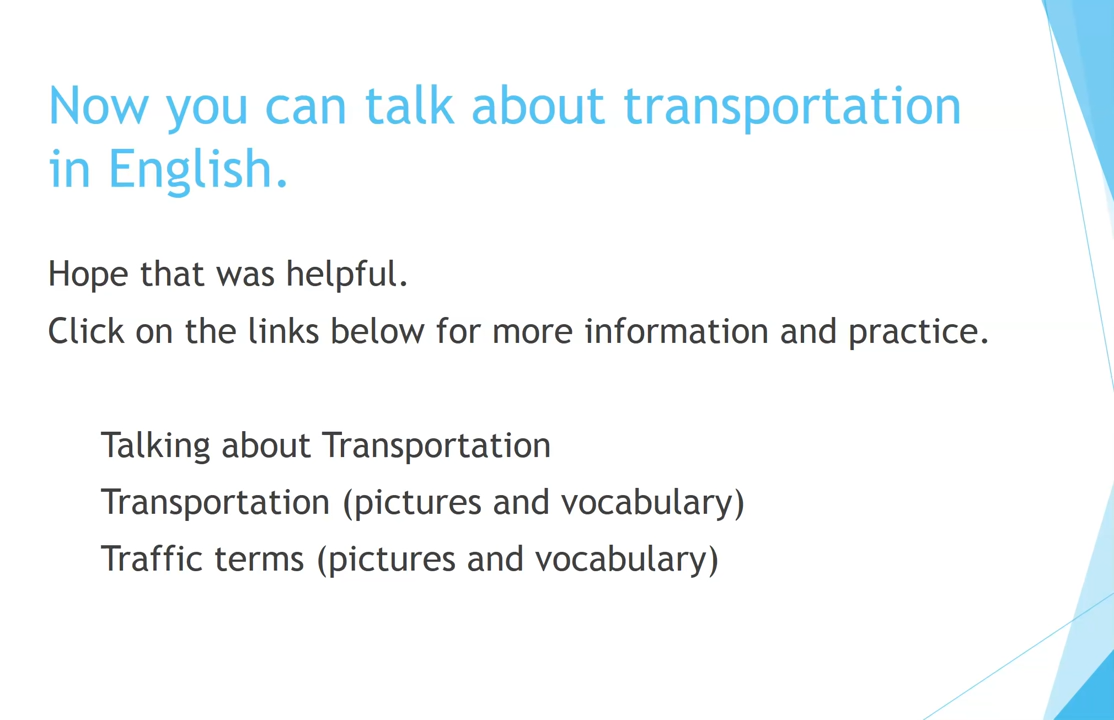 Now you can talk about transportation
in English.
Hope that was helpful.
Click on the links below for more information and practice.
Talking about Transportation
Transportation (pictures and vocabulary)
Traffic terms (pictures and vocabulary)